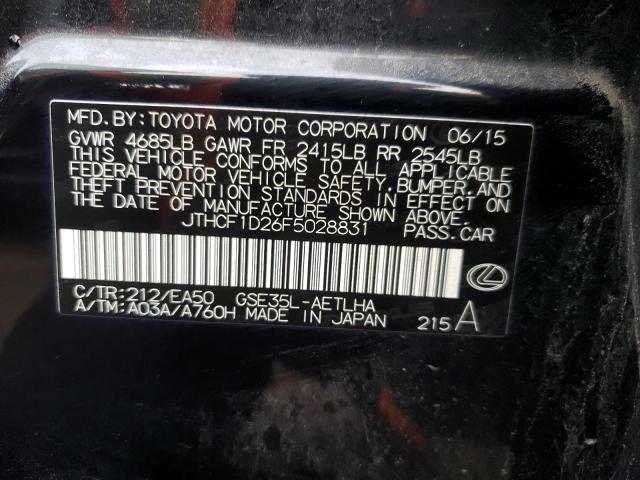 MFD. BY: TOYOTA MOTOR CORPORATION 06/15
GVWR 4685LB GAWR FR 2415LB RR 2545LB
THIS VEHICLE CONFORMS TO ALL APPLICABLE
FEDERAL MOTOR VEHICLE SAFETY, BUMPER, AND
THEFT PREVENTION STANDARDS IN EFFECT ON
THE DATE OF MANUFACTURE SHOWN ABOVE.
JTHCF1D26F5028831 PASS. CAR
C/TR: 212/EA50 GSE35L-AETLHA
A/TM: A03A/A760H MADE IN JAPAN 215 A